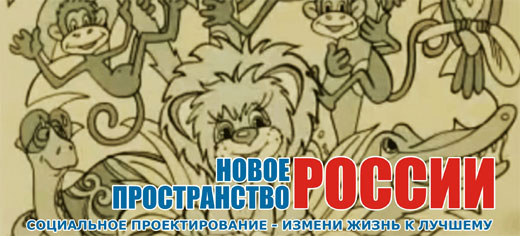 НОВОЕ
ПРОСТРАНСТВО РОССИИ
СОЦИАЛЬНОЕ ПРОЕКТИРОВАНИЕ - ИЗМЕНИ ЖИЗНЬ К ЛУЧШЕМУ